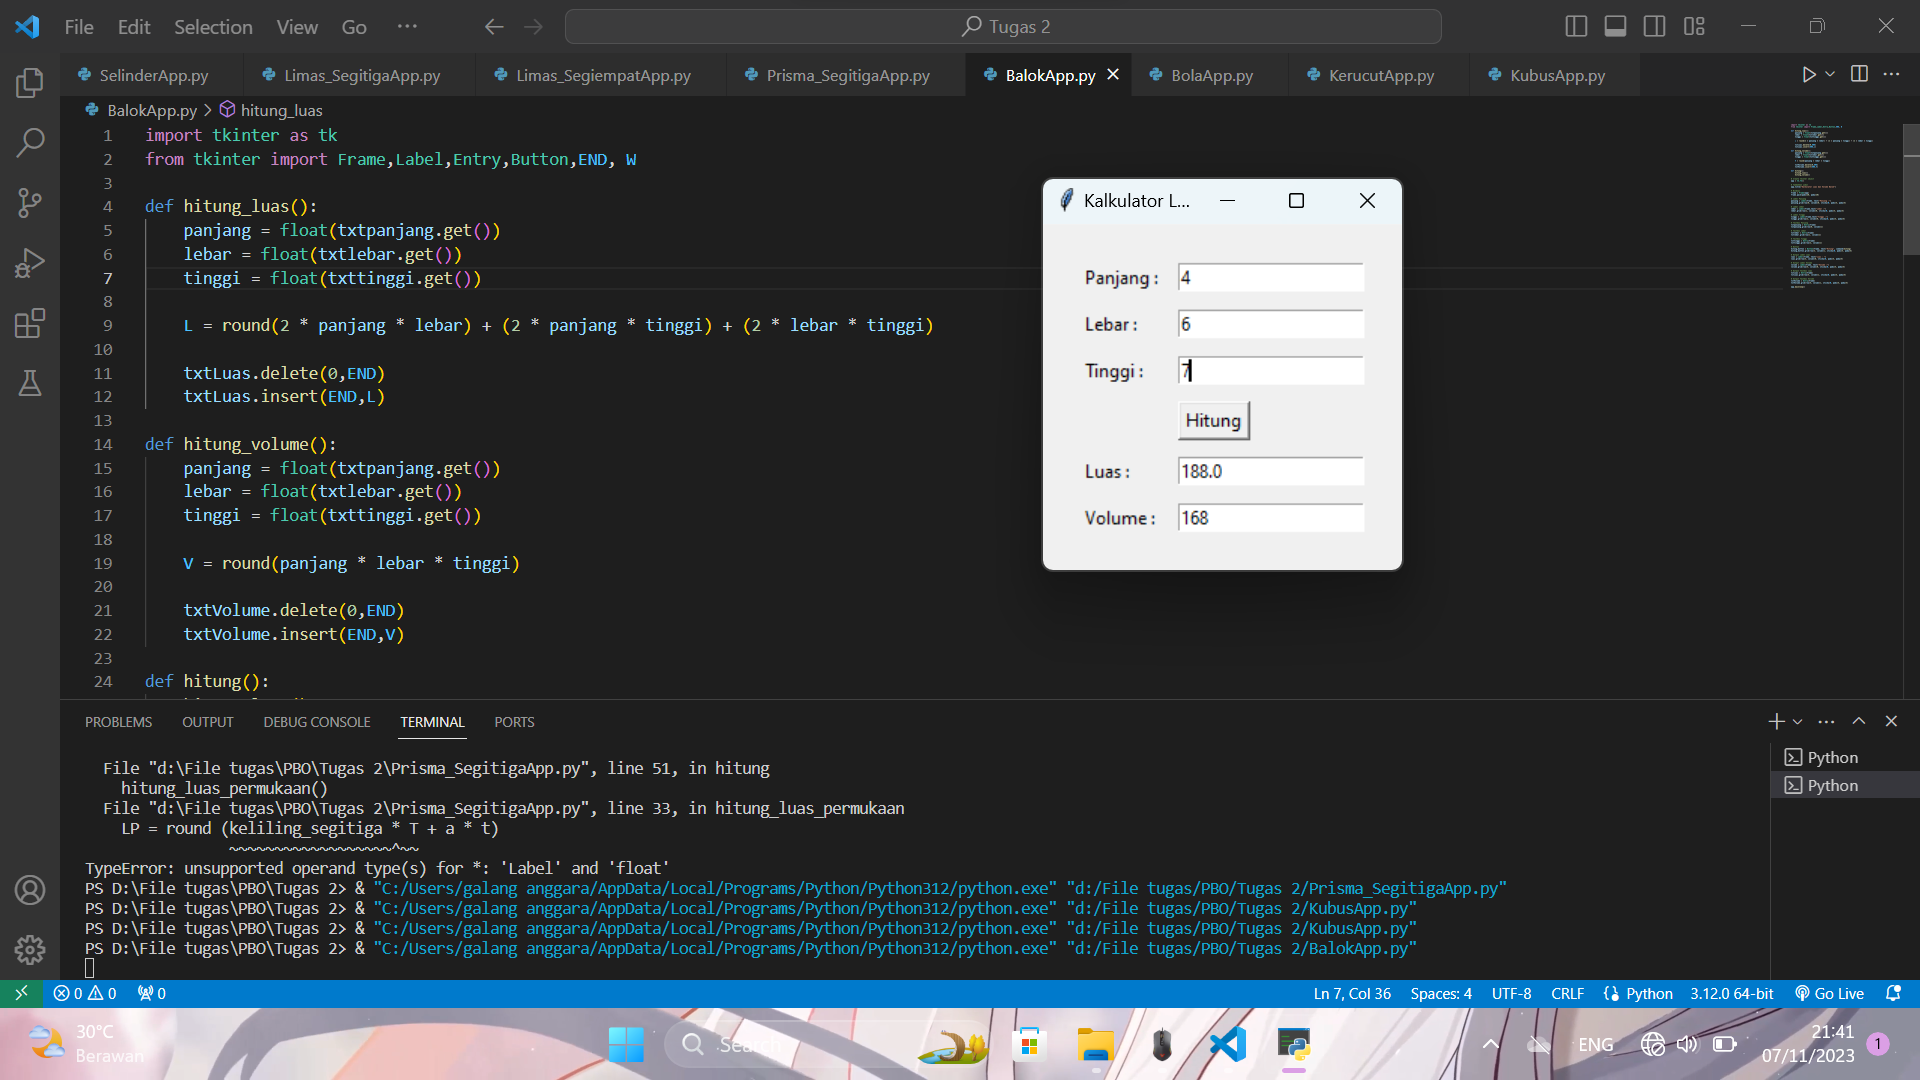 File Edit Selection View Go ··· Tugas 2
SelinderApp.py Limas_SegitigaApp.py Limas_SegiempatApp.py Prisma_SegitigaApp.py BalokApp.py BolaApp.py KerucutApp.py KubusApp.py
BalokApp.py > hitung_luas
1 import tkinter as tk
2 from tkinter import Frame,Label,Entry,Button,END, W
3
4 def hitung_luas():
5 panjang = float(txtpanjang.get())
6 lebar = float(txtlebar.get())
7 tinggi = float(txttinggi.get())
8
9 L = round(2 * panjang * lebar) + (2 * panjang * tinggi) + (2 * lebar * tinggi)
10
11 txtLuas.delete(0,END)
12 txtLuas.insert(END,L)
13
14 def hitung_volume():
15 panjang = float(txtpanjang.get())
16 lebar = float(txtlebar.get())
17 tinggi = float(txttinggi.get())
18
19 V = round(panjang * lebar * tinggi)
20
21 txtVolume.delete(0,END)
22 txtVolume.insert(END,V)
23
24 def hitung():
Kalkulator L...
Panjang : 4
Lebar : 6
Tinggi : 7
Hitung
Luas : 188.0
Volume : 168
PROBLEMS OUTPUT DEBUG CONSOLE TERMINAL PORTS
File "d:\File tugas\PBO\Tugas 2\Prisma_SegitigaApp.py", line 51, in hitung
hitung_luas_permukaan()
File "d:\File tugas\PBO\Tugas 2\Prisma_SegitigaApp.py", line 33, in hitung_luas_permukaan
LP = round (keliling_segitiga * T + a * t)
~~~~~~~~~~~~~~~~~~^~~
TypeError: unsupported operand type(s) for *: 'Label' and 'float'
PS D:\File tugas\PBO\Tugas 2> & "C:/Users/galang anggara/AppData/Local/Programs/Python/Python312/python.exe" "d:/File tugas/PBO/Tugas 2/Prisma_SegitigaApp.py"
PS D:\File tugas\PBO\Tugas 2> & "C:/Users/galang anggara/AppData/Local/Programs/Python/Python312/python.exe" "d:/File tugas/PBO/Tugas 2/KubusApp.py"
PS D:\File tugas\PBO\Tugas 2> & "C:/Users/galang anggara/AppData/Local/Programs/Python/Python312/python.exe" "d:/File tugas/PBO/Tugas 2/KubusApp.py"
PS D:\File tugas\PBO\Tugas 2> & "C:/Users/galang anggara/AppData/Local/Programs/Python/Python312/python.exe" "d:/File tugas/PBO/Tugas 2/BalokApp.py"
Python
Python
0 0 0 Ln 7, Col 36 Spaces: 4 UTF-8 CRLF Python 3.12.0 64-bit Go Live
30°C
Berawan
Search
ENG
21:41
07/11/2023
1